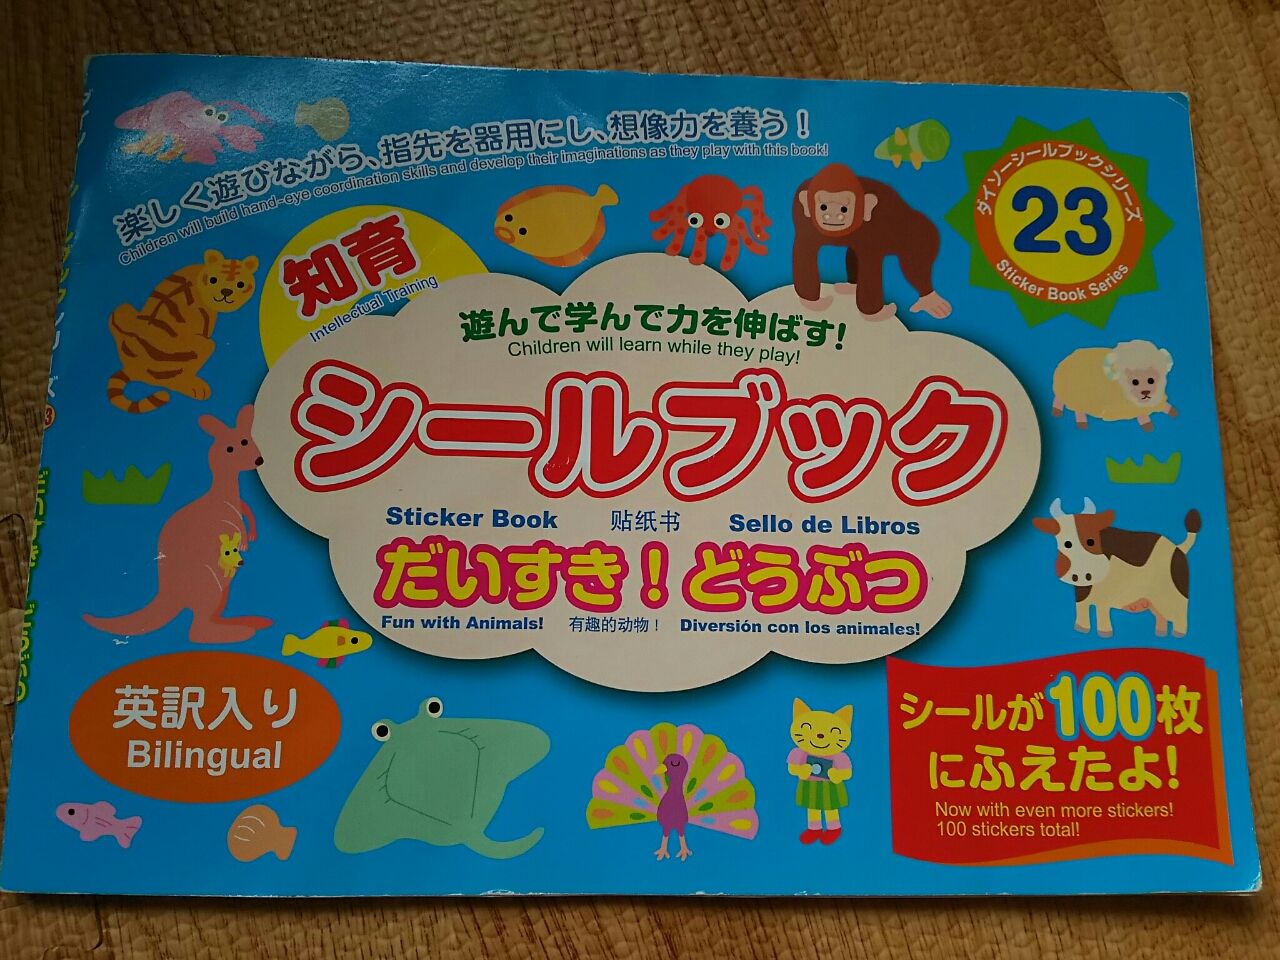 楽しく遊びながら、指先を器用にし、想像力を養う!
Children will build hand-eye coordination skills and develop their imaginations as they play with this book!
知育
Intellectual Training
ダイソーシールブックシリーズ
23
Sticker Book Series
遊んで学んで力を伸ばす!
Children will learn while they play!
シールブック
Sticker Book 贴纸书 Sello de Libros
だいすき!どうぶつ
Fun with Animals! 有趣的动物! Diversión con los animales!
英訳入り
Bilingual
シールが100枚
にふえたよ!
Now with even more stickers!
100 stickers total!